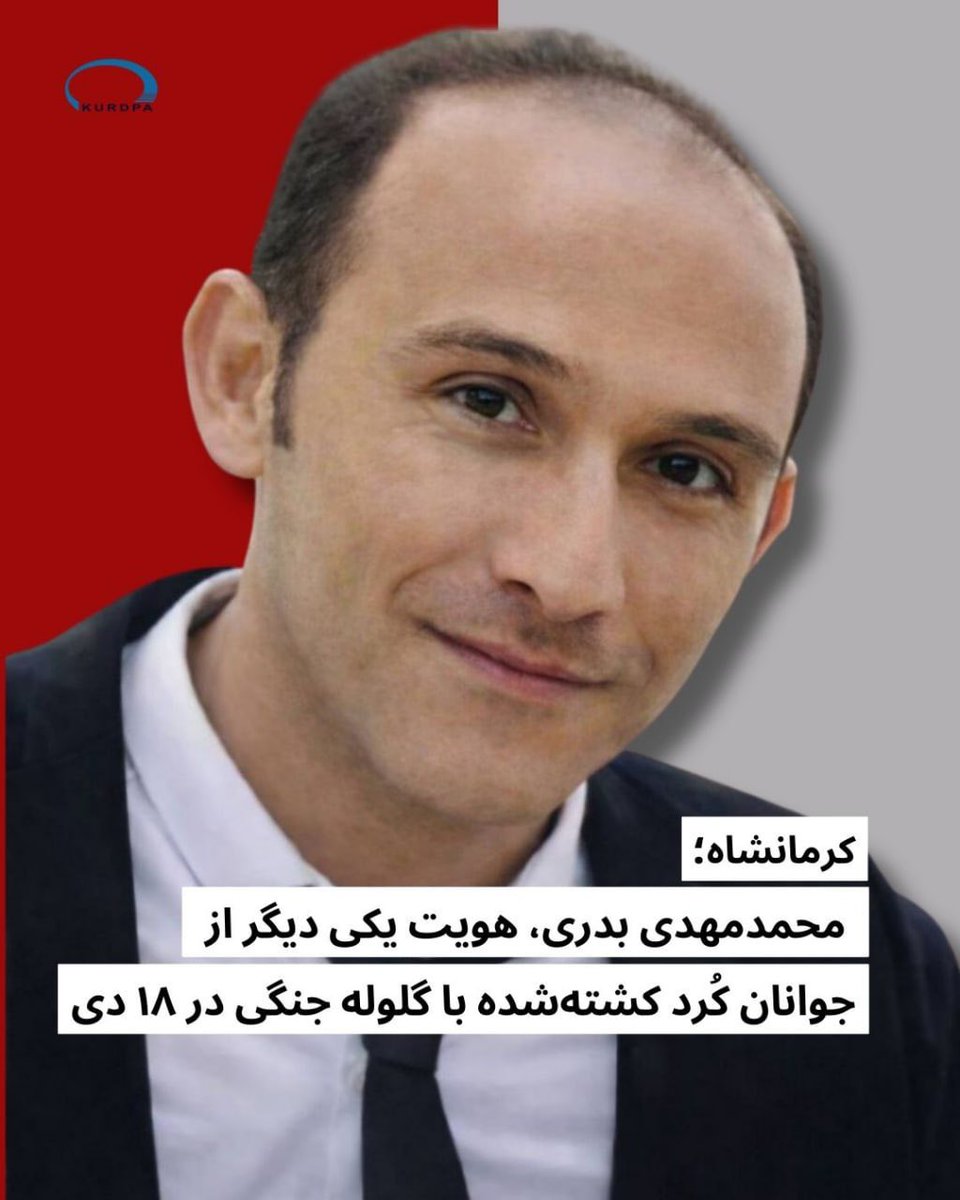 KURDPA
کرمانشاه؛
محمدمهدی بدری، هویت یکی دیگر از
جوانان کُرد کشته‌شده با گلوله جنگی در ۱۸ دی